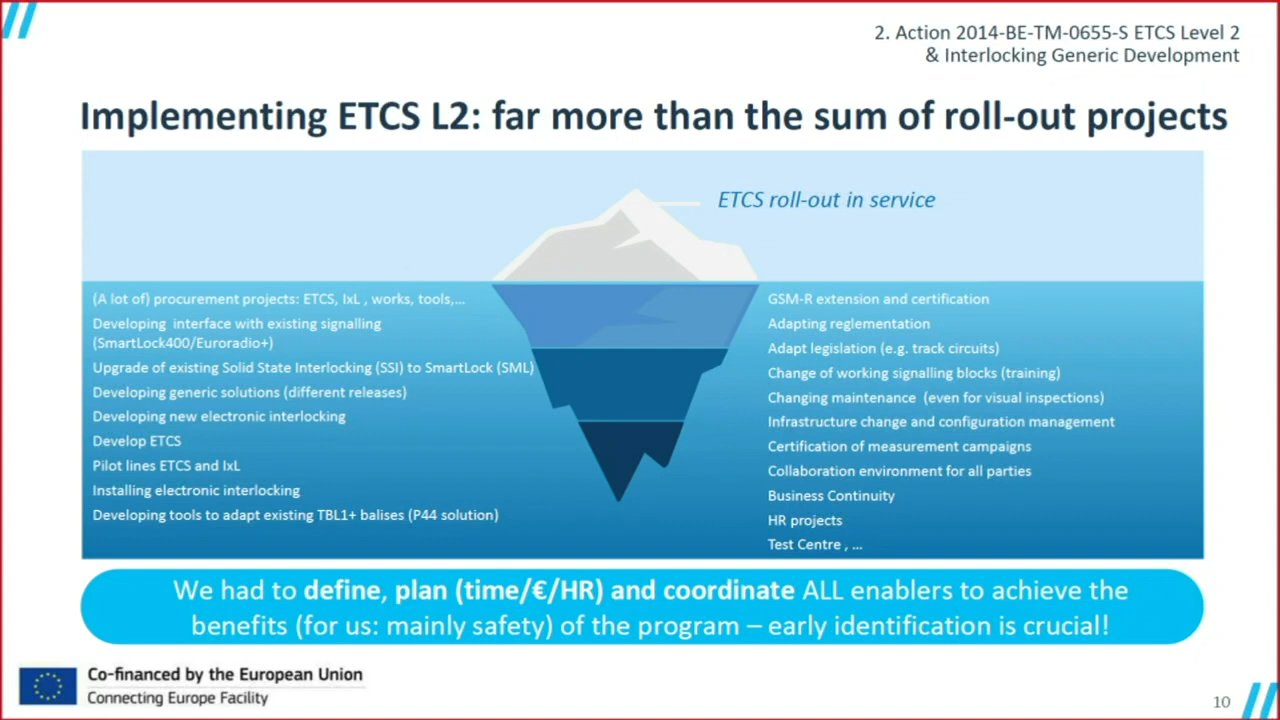 2. Action 2014-BE-TM-0655-S ETCS Level 2
& Interlocking Generic Development
Implementing ETCS L2: far more than the sum of roll-out projects
ETCS roll-out in service
(A lot of) procurement projects: ETCS, IxL , works, tools,...
Developing interface with existing signalling
(SmartLock400/Euroradio+)
Upgrade of existing Solid State Interlocking (SSI) to SmartLock (SML)
Developing generic solutions (different releases)
Developing new electronic interlocking
Develop ETCS
Pilot lines ETCS and IxL
Installing electronic interlocking
Developing tools to adapt existing TBL1+ balises (P44 solution)
GSM-R extension and certification
Adapting reglementation
Adapt legislation (e.g. track circuits)
Change of working signalling blocks (training)
Changing maintenance (even for visual inspections)
Infrastructure change and configuration management
Certification of measurement campaigns
Collaboration environment for all parties
Business Continuity
HR projects
Test Centre , ...
We had to define, plan (time/€/HR) and coordinate ALL enablers to achieve the
benefits (for us: mainly safety) of the program – early identification is crucial!
Co-financed by the European Union
Connecting Europe Facility
10